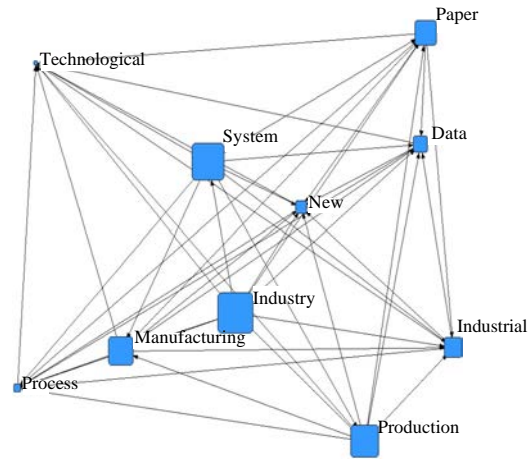 Paper
Technological
Data
System
New
Industry
Industrial
Manufacturing
Process
Production